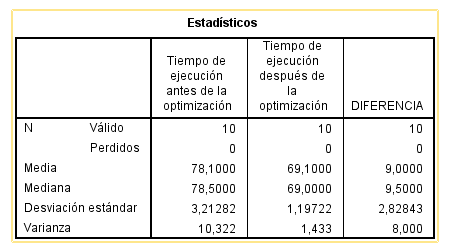 Estadísticos
Tiempo de ejecución antes de la optimización Tiempo de ejecución después de la optimización DIFERENCIA
N Válido 10 10 10
Perdidos 0 0 0
Media 78,1000 69,1000 9,0000
Mediana 78,5000 69,0000 9,5000
Desviación estándar 3,21282 1,19722 2,82843
Varianza 10,322 1,433 8,000